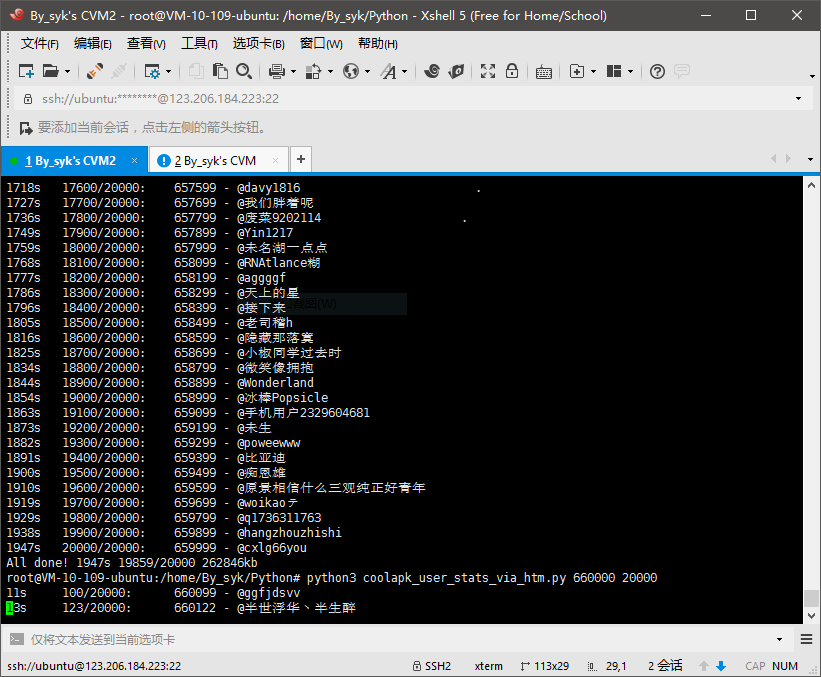 By_syk's CVM2 - root@VM-10-109-ubuntu: /home/By_syk/Python - Xshell 5 (Free for Home/School)
文件(F) 编辑(E) 查看(V) 工具(T) 选项卡(B) 窗口(W) 帮助(H)
ssh://ubuntu:********@123.206.184.223:22
要添加当前会话，点击左侧的箭头按钮。
1 By_syk's CVM2 × 2 By_syk's CVM × +
1718s 17600/20000: 657599 - @davy1816 .
1727s 17700/20000: 657699 - @我们胖着呢
1736s 17800/20000: 657799 - @废菜9202114 .
1749s 17900/20000: 657899 - @Yin1217
1759s 18000/20000: 657999 - @未名湖一点点
1768s 18100/20000: 658099 - @RNAtlance糊
1777s 18200/20000: 658199 - @aggggf
1786s 18300/20000: 658299 - @天上的星
1796s 18400/20000: 658399 - @接下来
1805s 18500/20000: 658499 - @老司稽h
1816s 18600/20000: 658599 - @隐藏那落寞
1825s 18700/20000: 658699 - @小椒同学过去时
1834s 18800/20000: 658799 - @微笑像拥抱
1844s 18900/20000: 658899 - @Wonderland
1854s 19000/20000: 658999 - @冰棒Popsicle
1863s 19100/20000: 659099 - @手机用户2329604681
1873s 19200/20000: 659199 - @未生
1882s 19300/20000: 659299 - @poweewww
1891s 19400/20000: 659399 - @比亚迪
1900s 19500/20000: 659499 - @痴恩雄
1910s 19600/20000: 659599 - @原景相信什么三观纯正好青年
1919s 19700/20000: 659699 - @woikaoテ
1929s 19800/20000: 659799 - @q1736311763
1938s 19900/20000: 659899 - @hangzhouzhishi
1947s 20000/20000: 659999 - @cxlg66you
All done! 1947s 19859/20000 262846kb
root@VM-10-109-ubuntu:/home/By_syk/Python# python3 coolapk_user_stats_via_htm.py 660000 20000
11s 100/20000: 660099 - @ggfjdsvv
13s 123/20000: 660122 - @半世浮华丶半生醉
仅将文本发送到当前选项卡
ssh://ubuntu@123.206.184.223:22 SSH2 xterm 113x29 29,1 2 会话 CAP NUM